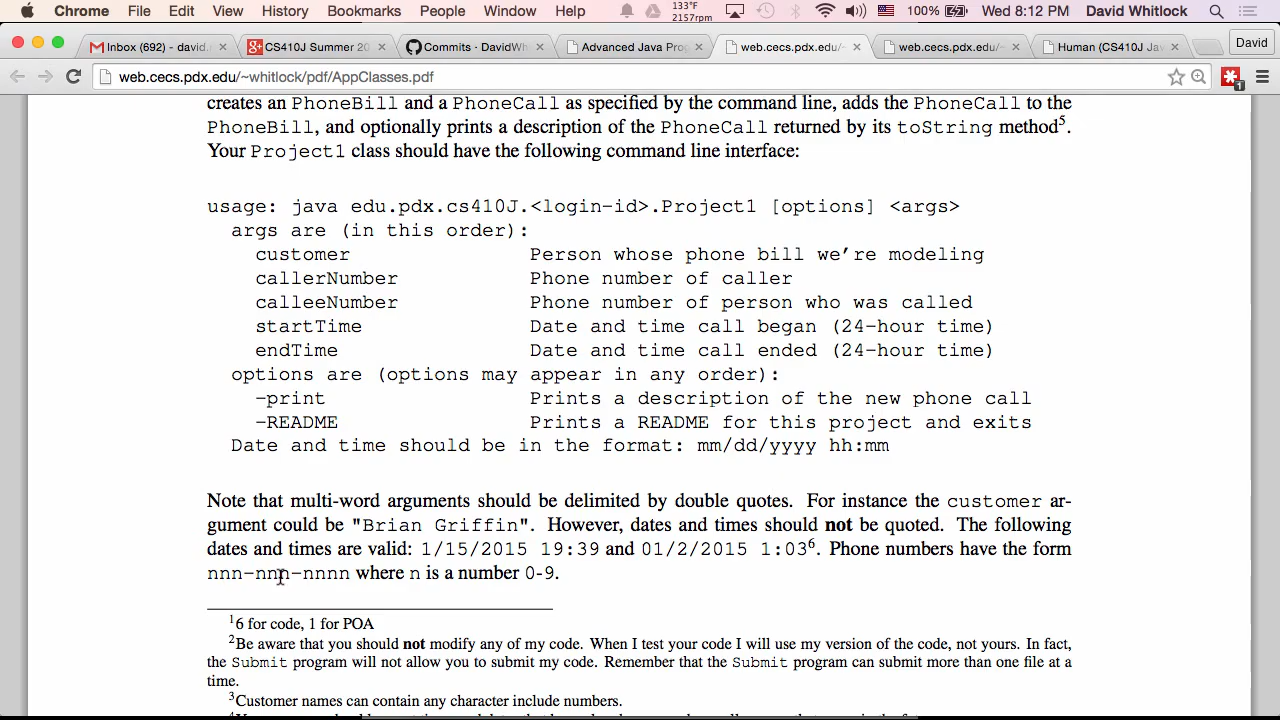 Chrome File Edit View History Bookmarks People Window Help 133°F 2157rpm 100% Wed 8:12 PM David Whitlock
Inbox (692) - david. CS410J Summer 20 Commits · DavidWh Advanced Java Pro web.cecs.pdx.edu/~ web.cecs.pdx.edu/~ Human (CS410J Ja David
web.cecs.pdx.edu/~whitlock/pdf/AppClasses.pdf 1
creates an PhoneBill and a PhoneCall as specified by the command line, adds the PhoneCall to the
PhoneBill, and optionally prints a description of the PhoneCall returned by its toString method⁵.
Your Project1 class should have the following command line interface:
usage: java edu.pdx.cs410J.<login-id>.Project1 [options] <args>
args are (in this order):
customer Person whose phone bill we're modeling
callerNumber Phone number of caller
calleeNumber Phone number of person who was called
startTime Date and time call began (24-hour time)
endTime Date and time call ended (24-hour time)
options are (options may appear in any order):
-print Prints a description of the new phone call
-README Prints a README for this project and exits
Date and time should be in the format: mm/dd/yyyy hh:mm
Note that multi-word arguments should be delimited by double quotes. For instance the customer ar-
gument could be "Brian Griffin". However, dates and times should not be quoted. The following
dates and times are valid: 1/15/2015 19:39 and 01/2/2015 1:03⁶. Phone numbers have the form
nnn-nnn-nnnn where n is a number 0-9.
¹6 for code, 1 for POA
²Be aware that you should not modify any of my code. When I test your code I will use my version of the code, not yours. In fact,
the Submit program will not allow you to submit my code. Remember that the Submit program can submit more than one file at a
time.
³Customer names can contain any character include numbers.